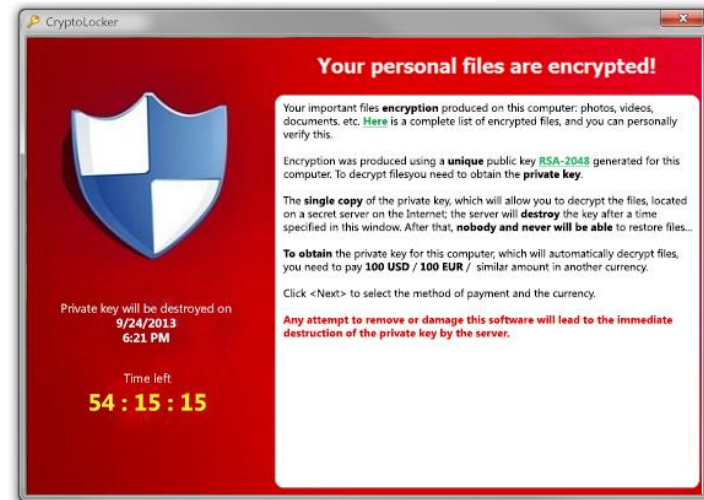 CryptoLocker
Your personal files are encrypted!
Your important files encryption produced on this computer: photos, videos,
documents, etc. Here is a complete list of encrypted files, and you can personally
verify this.
Encryption was produced using a unique public key RSA-2048 generated for this
computer. To decrypt filesyou need to obtain the private key.
The single copy of the private key, which will allow you to decrypt the files, located
on a secret server on the Internet; the server will destroy the key after a time
specified in this window. After that, nobody and never will be able to restore files...
To obtain the private key for this computer, which will automatically decrypt files,
you need to pay 100 USD / 100 EUR / similar amount in another currency.
Click <Next> to select the method of payment and the currency.
Any attempt to remove or damage this software will lead to the immediate
destruction of the private key by the server.
Private key will be destroyed on
9/24/2013
6:21 PM
Time left
54 : 15 : 15